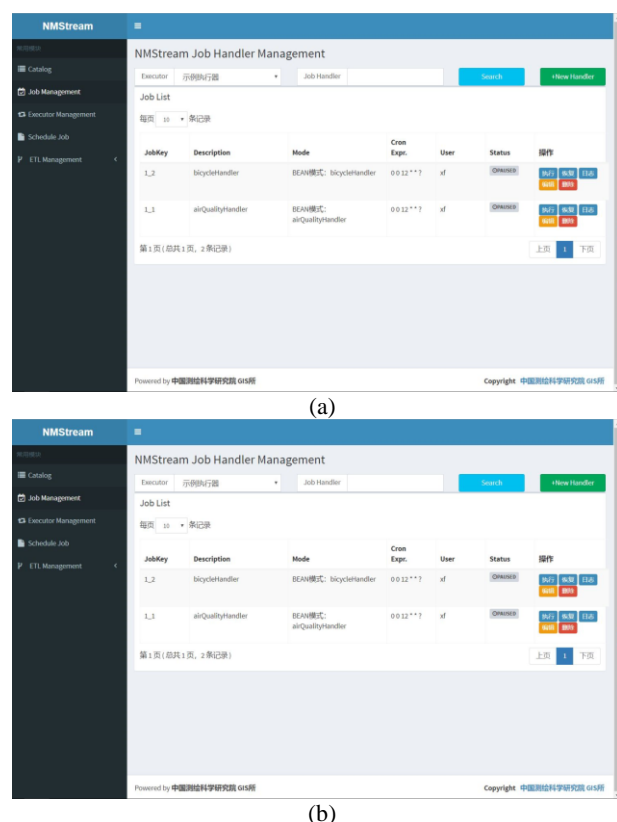 NMStream
常用模块
Catalog
Job Management
Executor Management
Schedule Job
ETL Management
NMStream Job Handler Management
Executor 示例执行器 Job Handler Search +New Handler
Job List
每页 10 条记录
JobKey Description Mode Cron Expr. User Status 操作
1_2 bicycleHandler BEAN模式：bicycleHandler 0 0 12 * * ? xf PAUSED 执行 恢复 日志
编辑 删除
1_1 airQualityHandler BEAN模式： 0 0 12 * * ? xf PAUSED 执行 恢复 日志
airQualityHandler 编辑 删除
第1页（总共1页，2条记录） 上页 1 下页
Powered by 中国测绘科学研究院 GIS所 Copyright 中国测绘科学研究院 GIS所
(a)
NMStream
常用模块
Catalog
Job Management
Executor Management
Schedule Job
ETL Management
NMStream Job Handler Management
Executor 示例执行器 Job Handler Search +New Handler
Job List
每页 10 条记录
JobKey Description Mode Cron Expr. User Status 操作
1_2 bicycleHandler BEAN模式：bicycleHandler 0 0 12 * * ? xf PAUSED 执行 恢复 日志
编辑 删除
1_1 airQualityHandler BEAN模式： 0 0 12 * * ? xf PAUSED 执行 恢复 日志
airQualityHandler 编辑 删除
第1页（总共1页，2条记录） 上页 1 下页
Powered by 中国测绘科学研究院 GIS所 Copyright 中国测绘科学研究院 GIS所
(b)